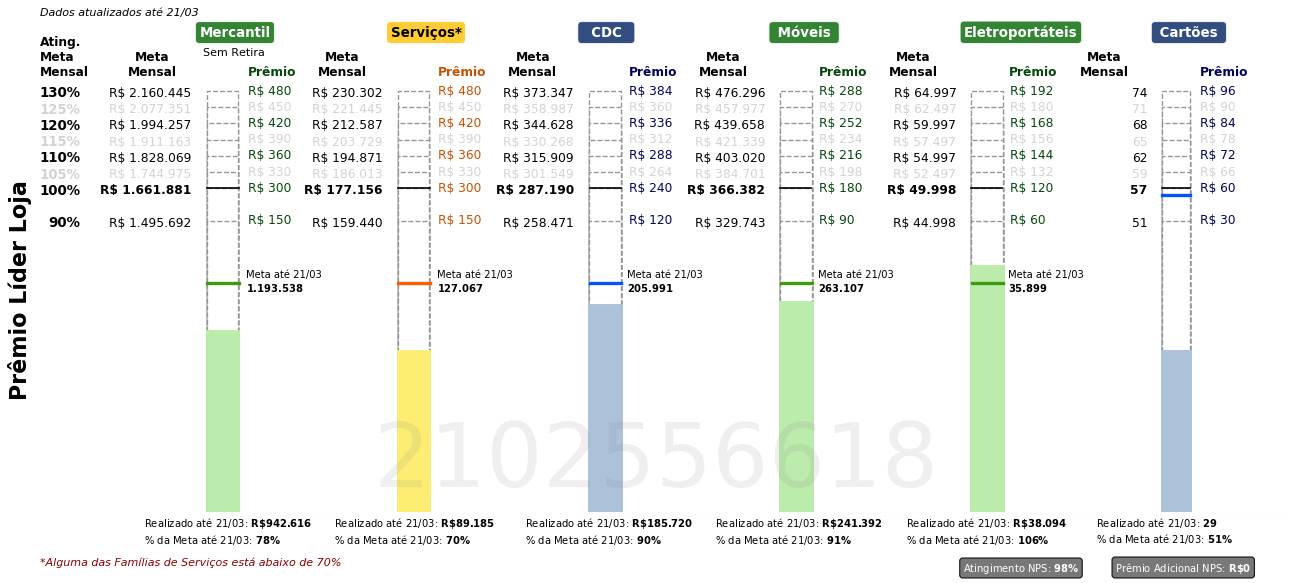 Dados atualizados até 21/03
Mercantil Serviços* CDC Móveis Eletroportáteis Cartões
Sem Retira
Ating. Meta Mensal Meta Mensal Prêmio Meta Mensal Prêmio Meta Mensal Prêmio Meta Mensal Prêmio Meta Mensal Prêmio Meta Mensal Prêmio
130% R$ 2.160.445 R$ 480 R$ 230.302 R$ 480 R$ 373.347 R$ 384 R$ 476.296 R$ 288 R$ 64.997 R$ 192 74 R$ 96
125% R$ 2.077.351 R$ 450 R$ 221.445 R$ 450 R$ 358.987 R$ 360 R$ 457.977 R$ 270 R$ 62.497 R$ 180 71 R$ 90
120% R$ 1.994.257 R$ 420 R$ 212.587 R$ 420 R$ 344.628 R$ 336 R$ 439.658 R$ 252 R$ 59.997 R$ 168 68 R$ 84
115% R$ 1.911.163 R$ 390 R$ 203.729 R$ 390 R$ 330.268 R$ 312 R$ 421.339 R$ 234 R$ 57.497 R$ 156 65 R$ 78
110% R$ 1.828.069 R$ 360 R$ 194.871 R$ 360 R$ 315.909 R$ 288 R$ 403.020 R$ 216 R$ 54.997 R$ 144 62 R$ 72
105% R$ 1.744.975 R$ 330 R$ 186.013 R$ 330 R$ 301.549 R$ 264 R$ 384.701 R$ 198 R$ 52.497 R$ 132 59 R$ 66
100% R$ 1.661.881 R$ 300 R$ 177.156 R$ 300 R$ 287.190 R$ 240 R$ 366.382 R$ 180 R$ 49.998 R$ 120 57 R$ 60
90% R$ 1.495.692 R$ 150 R$ 159.440 R$ 150 R$ 258.471 R$ 120 R$ 329.743 R$ 90 R$ 44.998 R$ 60 51 R$ 30
Prêmio Líder Loja
Meta até 21/03 Meta até 21/03 Meta até 21/03 Meta até 21/03 Meta até 21/03
1.193.538 127.067 205.991 263.107 35.899
2102556618
Realizado até 21/03: R$942.616 Realizado até 21/03: R$89.185 Realizado até 21/03: R$185.720 Realizado até 21/03: R$241.392 Realizado até 21/03: R$38.094 Realizado até 21/03: 29
% da Meta até 21/03: 78% % da Meta até 21/03: 70% % da Meta até 21/03: 90% % da Meta até 21/03: 91% % da Meta até 21/03: 106% % da Meta até 21/03: 51%
*Alguma das Famílias de Serviços está abaixo de 70%
Atingimento NPS: 98% Prêmio Adicional NPS: R$0